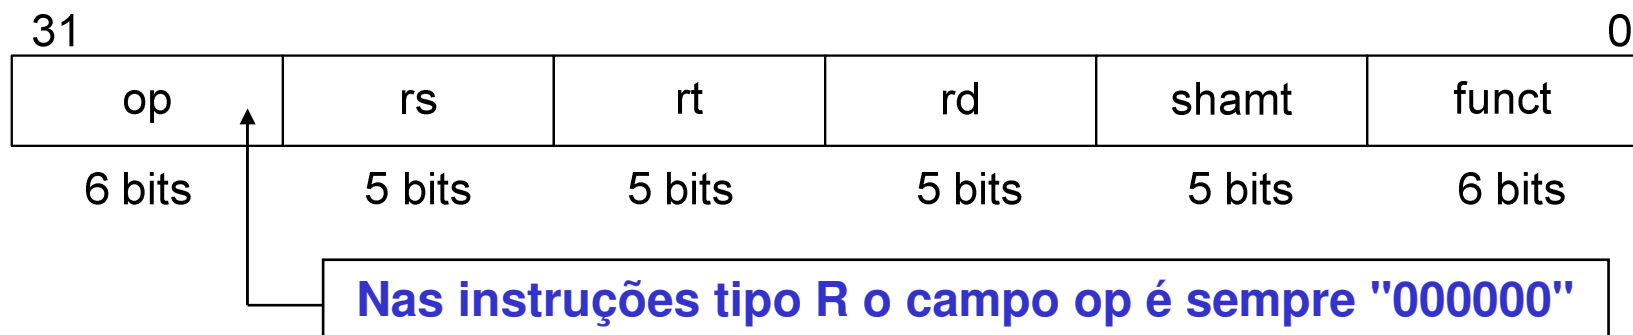 31 0
op rs rt rd shamt funct
6 bits 5 bits 5 bits 5 bits 5 bits 6 bits
Nas instruções tipo R o campo op é sempre "000000"